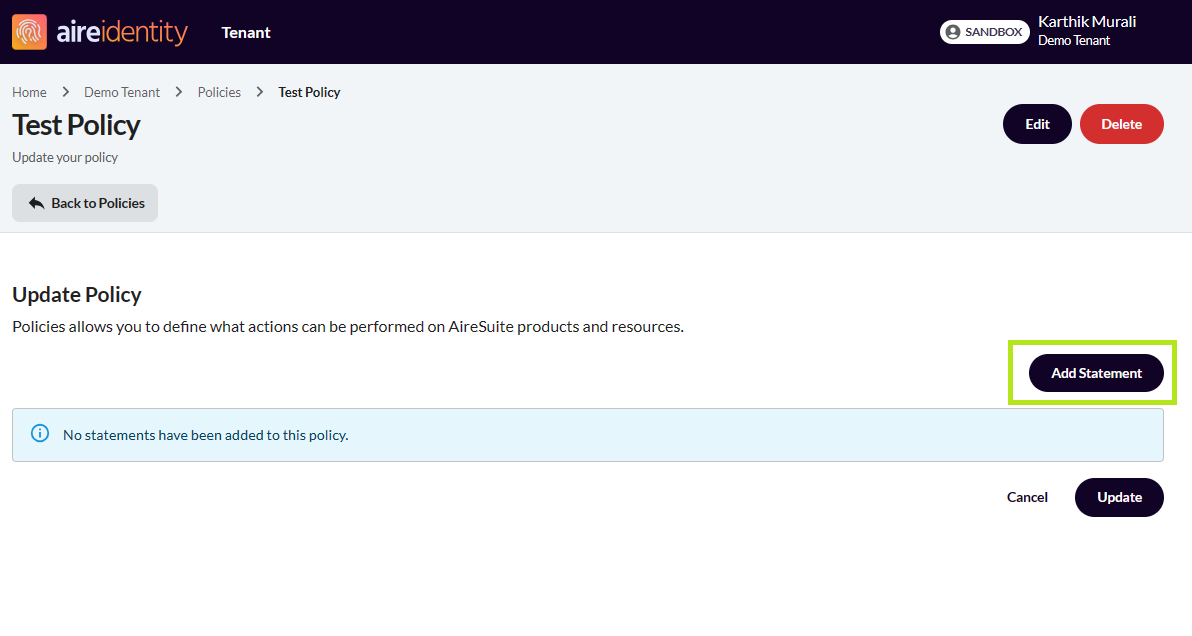 aireidentity
Tenant
SANDBOX
Karthik Murali
Demo Tenant
Home
Demo Tenant
Policies
Test Policy
Test Policy
Edit
Delete
Update your policy
Back to Policies
Update Policy
Policies allows you to define what actions can be performed on AireSuite products and resources.
Add Statement
No statements have been added to this policy.
Cancel
Update